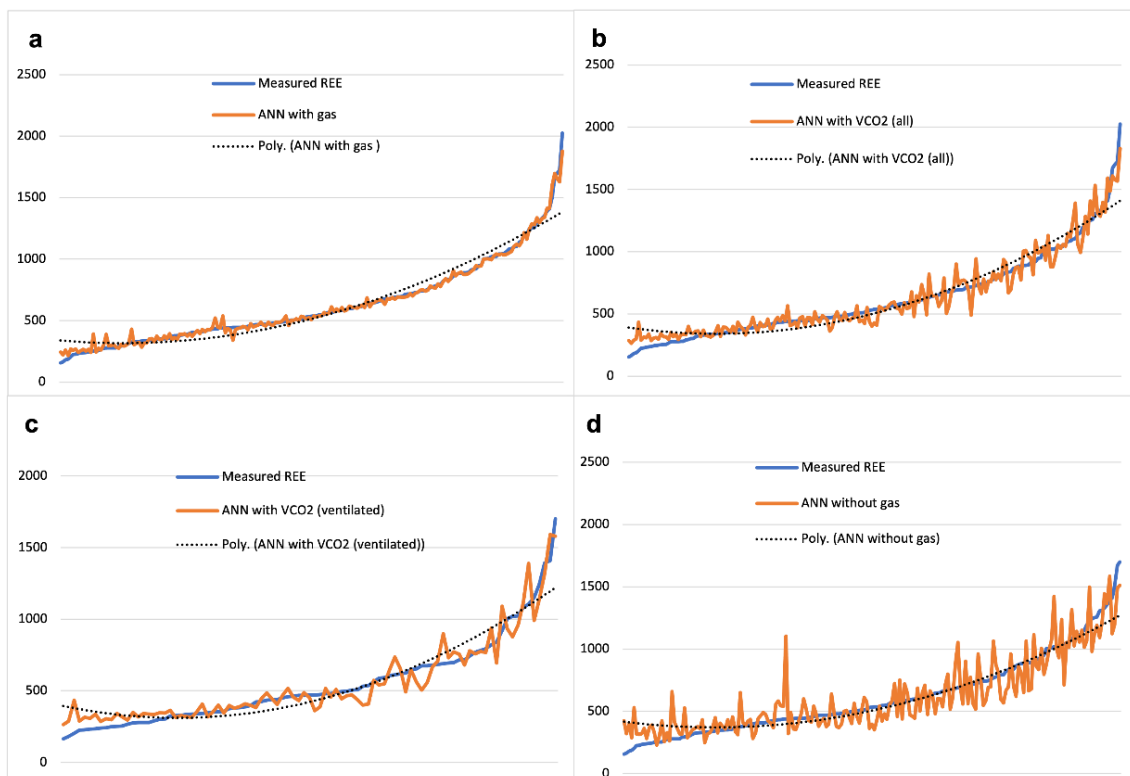 a
2500
Measured REE
2000
ANN with gas
Poly. (ANN with gas )
1500
1000
500
0
b
2500
Measured REE
2000
ANN with VCO2 (all)
Poly. (ANN with VCO2 (all))
1500
1000
500
0
c
2000
Measured REE
ANN with VCO2 (ventilated)
1500
Poly. (ANN with VCO2 (ventilated))
1000
500
0
d
2500
Measured REE
ANN without gas
2000
Poly. (ANN without gas)
1500
1000
500
0